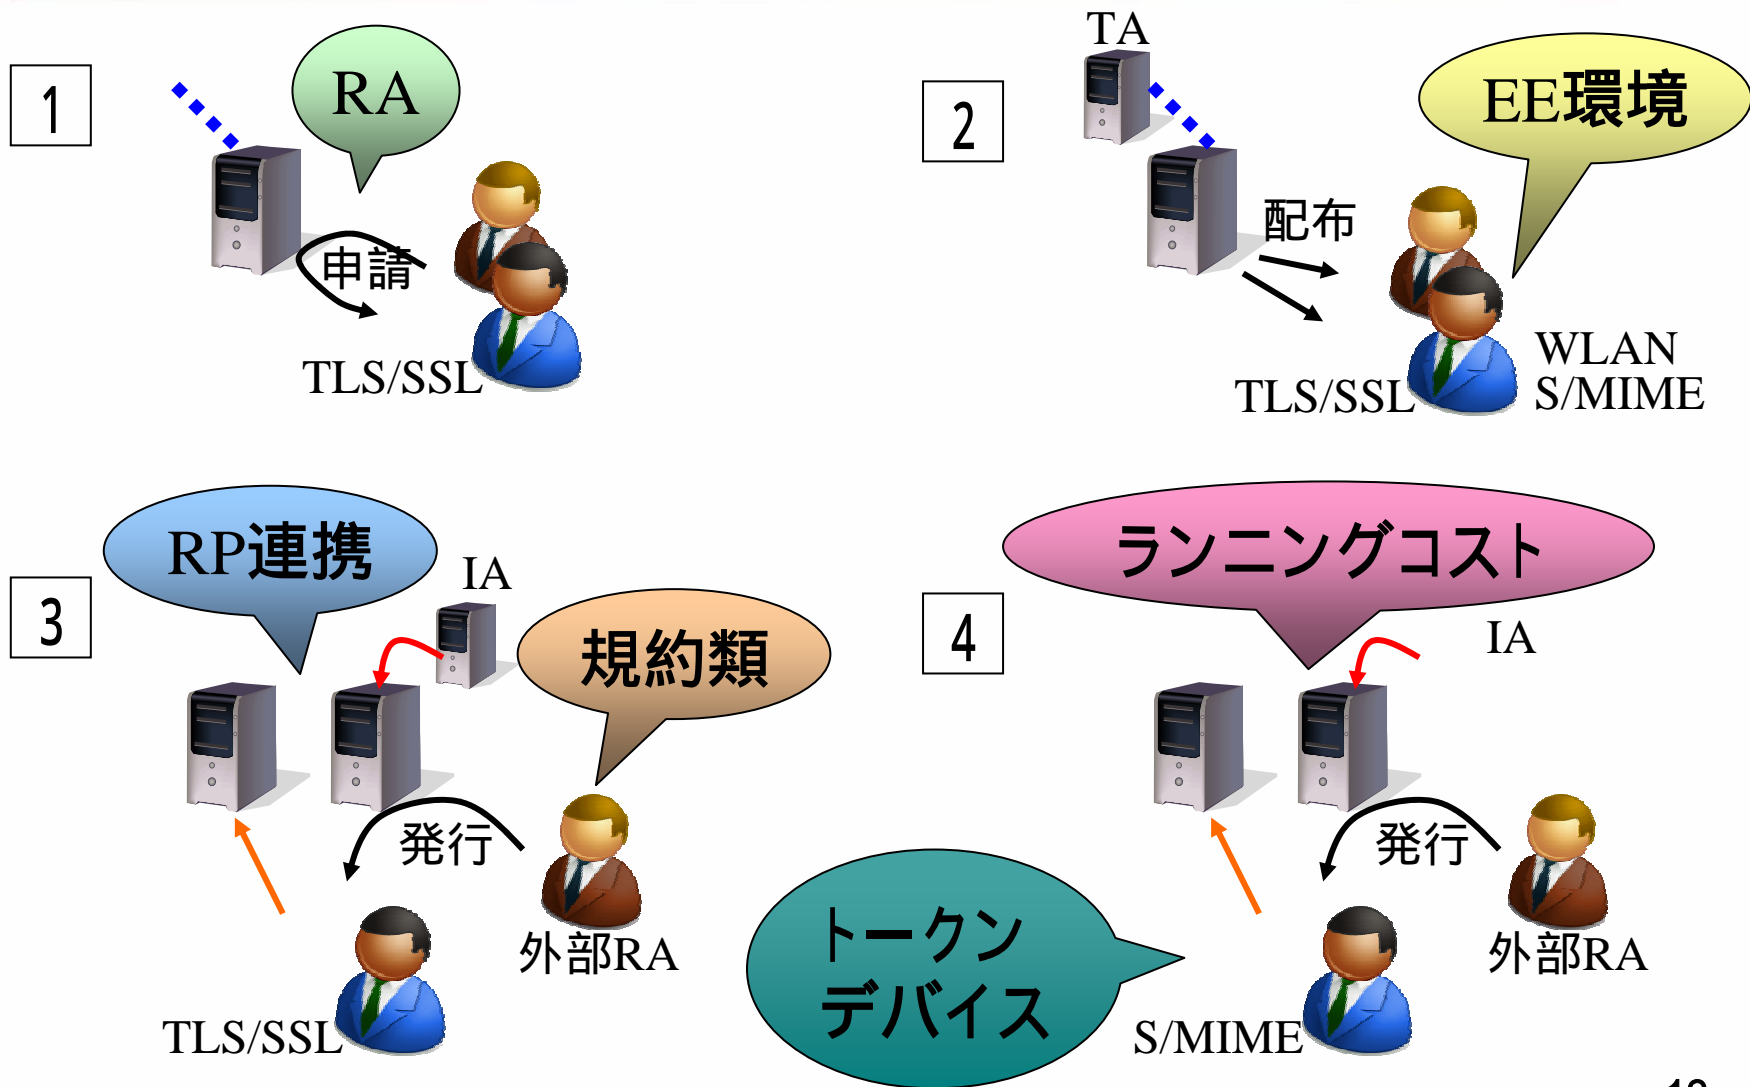 1
RA
申請
TLS/SSL
TA
2
EE環境
配布
WLAN
S/MIME
TLS/SSL
3
RP連携
IA
規約類
発行
外部RA
TLS/SSL
4
ランニングコスト
IA
発行
外部RA
トークン
デバイス
S/MIME